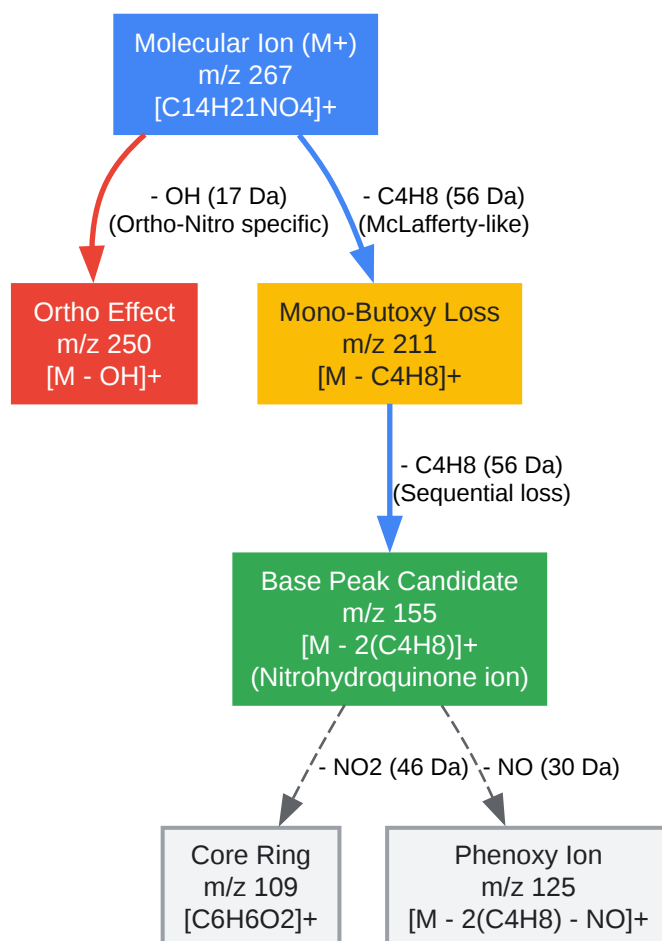 Molecular Ion (M+)
m/z 267
[C14H21NO4]+
- OH (17 Da)
(Ortho-Nitro specific)
- C4H8 (56 Da)
(McLafferty-like)
Ortho Effect
m/z 250
[M - OH]+
Mono-Butoxy Loss
m/z 211
[M - C4H8]+
- C4H8 (56 Da)
(Sequential loss)
Base Peak Candidate
m/z 155
[M - 2(C4H8)]+
(Nitrohydroquinone ion)
- NO2 (46 Da)
- NO (30 Da)
Core Ring
m/z 109
[C6H6O2]+
Phenoxy Ion
m/z 125
[M - 2(C4H8) - NO]+